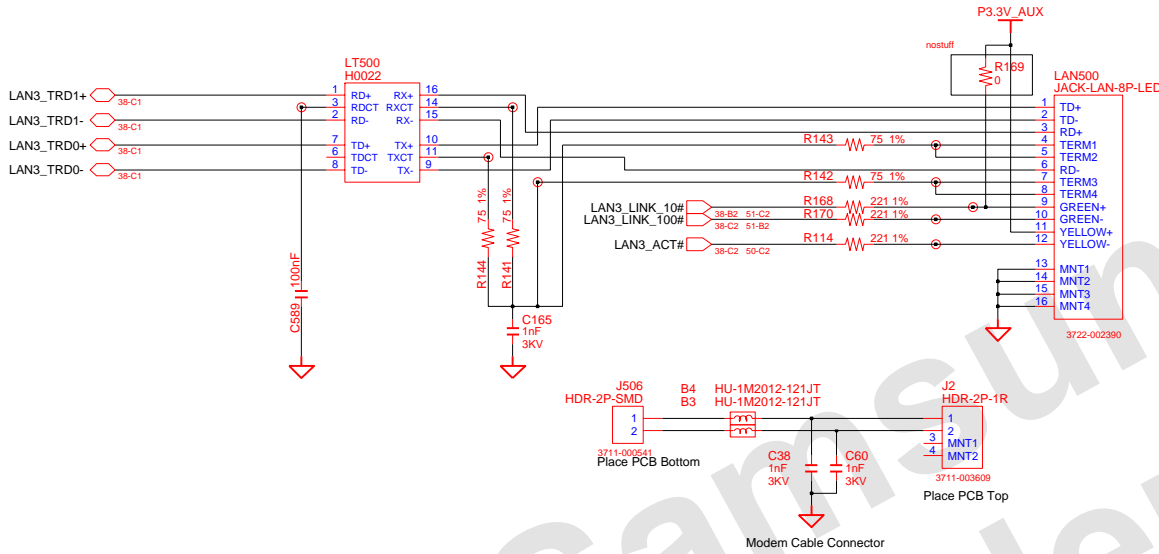 P3.3V_AUX
nostuff
R169
0
LT500
H0022
LAN500
JACK-LAN-8P-LED
LAN3_TRD1+ 38-C1
LAN3_TRD1- 38-C1
LAN3_TRD0+ 38-C1
LAN3_TRD0- 38-C1
1 RD+ RX+ 16
3 RDCT RXCT 14
2 RD- RX- 15
7 TD+ TX+ 10
6 TDCT TXCT 11
8 TD- TX- 9
1 TD+
2 TD-
3 RD+
R143 75 1% 4 TERM1
5 TERM2
6 RD-
R142 75 1% 7 TERM3
8 TERM4
LAN3_LINK_10# 38-B2 51-C2 R168 221 1% 9 GREEN+
LAN3_LINK_100# 38-C2 51-B2 R170 221 1% 10 GREEN-
11 YELLOW+
LAN3_ACT# 38-C2 50-C2 R114 221 1% 12 YELLOW-
13 MNT1
14 MNT2
15 MNT3
16 MNT4
3722-002390
75 1%
R144
75 1%
R141
100nF
C589
C165
1nF
3KV
J506
HDR-2P-SMD
1
2
3711-000541
Place PCB Bottom
B4 HU-1M2012-121JT
B3 HU-1M2012-121JT
C38
1nF
3KV
C60
1nF
3KV
J2
HDR-2P-1R
1
2
3 MNT1
4 MNT2
3711-003609
Place PCB Top
Modem Cable Connector
Samsun